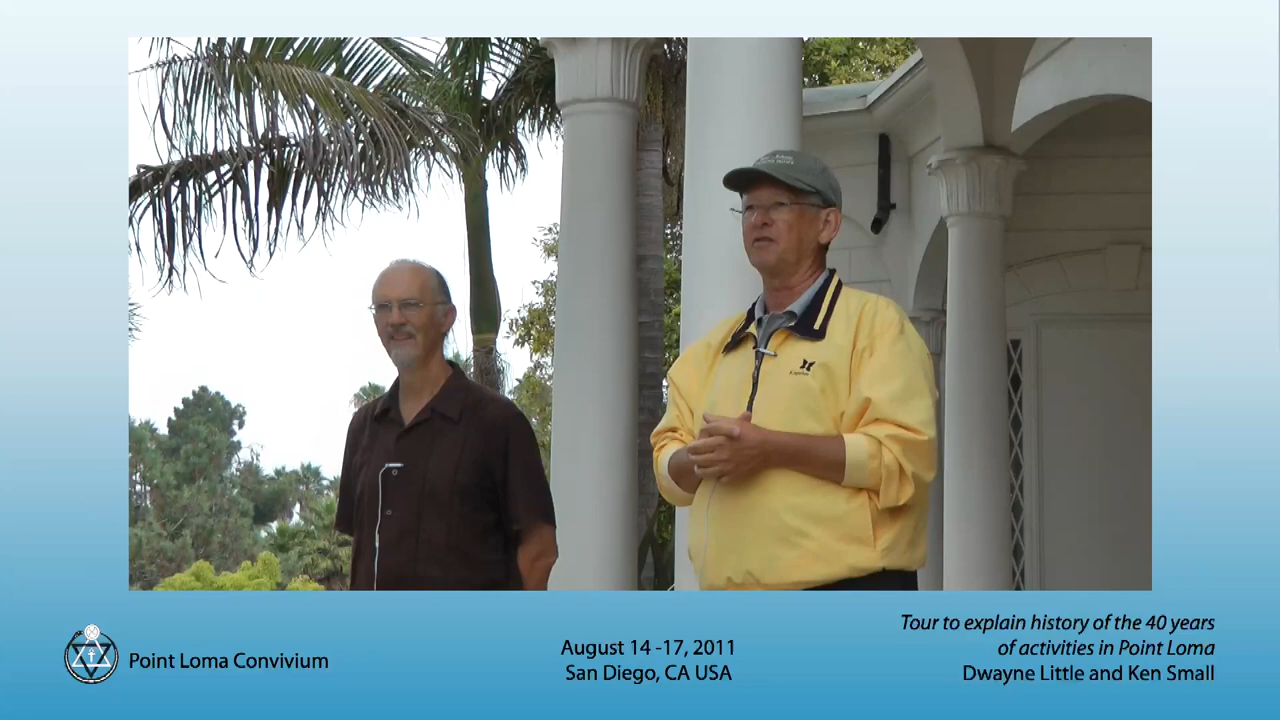 Point Loma Convivium
August 14 -17, 2011
San Diego, CA USA
Tour to explain history of the 40 years
of activities in Point Loma
Dwayne Little and Ken Small